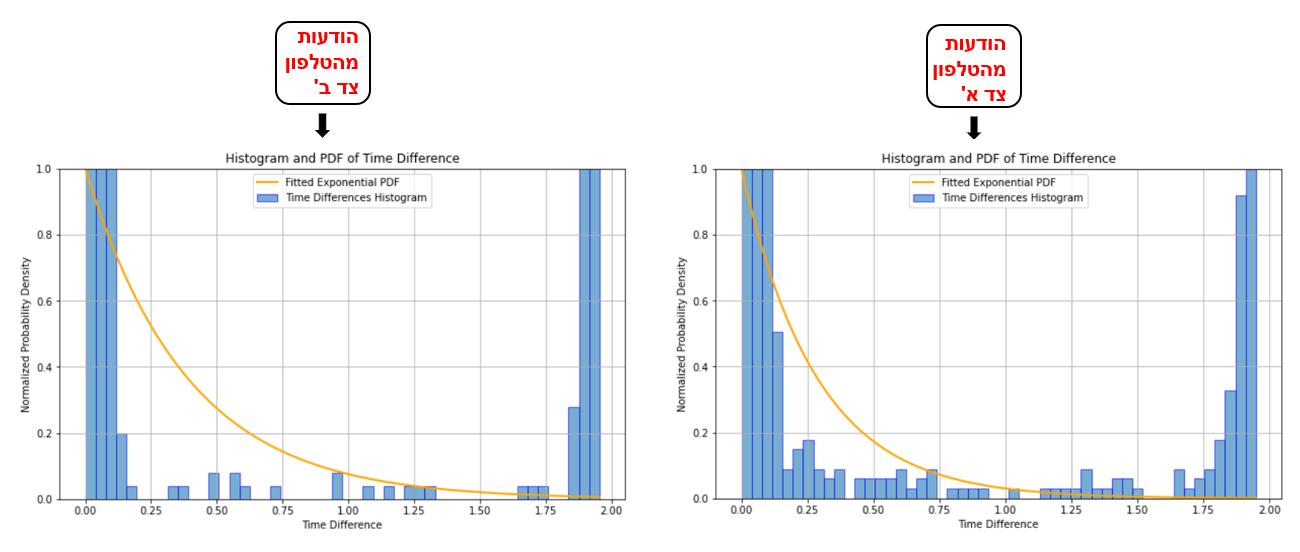 הודעות
מהטלפון
צד ב'
הודעות
מהטלפון
צד א'
Histogram and PDF of Time Difference
Fitted Exponential PDF
Time Differences Histogram
Normalized Probability Density
1.0
0.8
0.6
0.4
0.2
0.0
0.00 0.25 0.50 0.75 1.00 1.25 1.50 1.75 2.00
Time Difference
Histogram and PDF of Time Difference
Fitted Exponential PDF
Time Differences Histogram
Normalized Probability Density
1.0
0.8
0.6
0.4
0.2
0.0
0.00 0.25 0.50 0.75 1.00 1.25 1.50 1.75 2.00
Time Difference